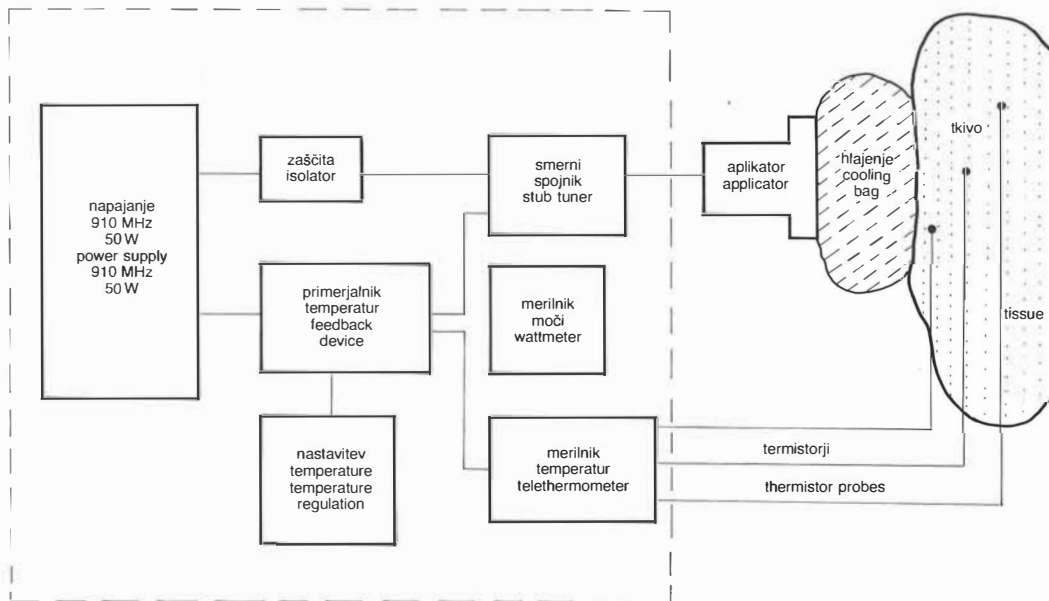 napajanje
910 MHz
50 W
power supply
910 MHz
50 W
zaščita
isolator
smerni
spojnik
stub tuner
aplikator
applicator
hlajenje
cooling
bag
tkivo
tissue
primerjalnik
temperatur
feedback
device
merilnik
moči
wattmeter
nastavitev
temperature
temperature
regulation
merilnik
temperatur
telethermometer
termistorji
thermistor probes